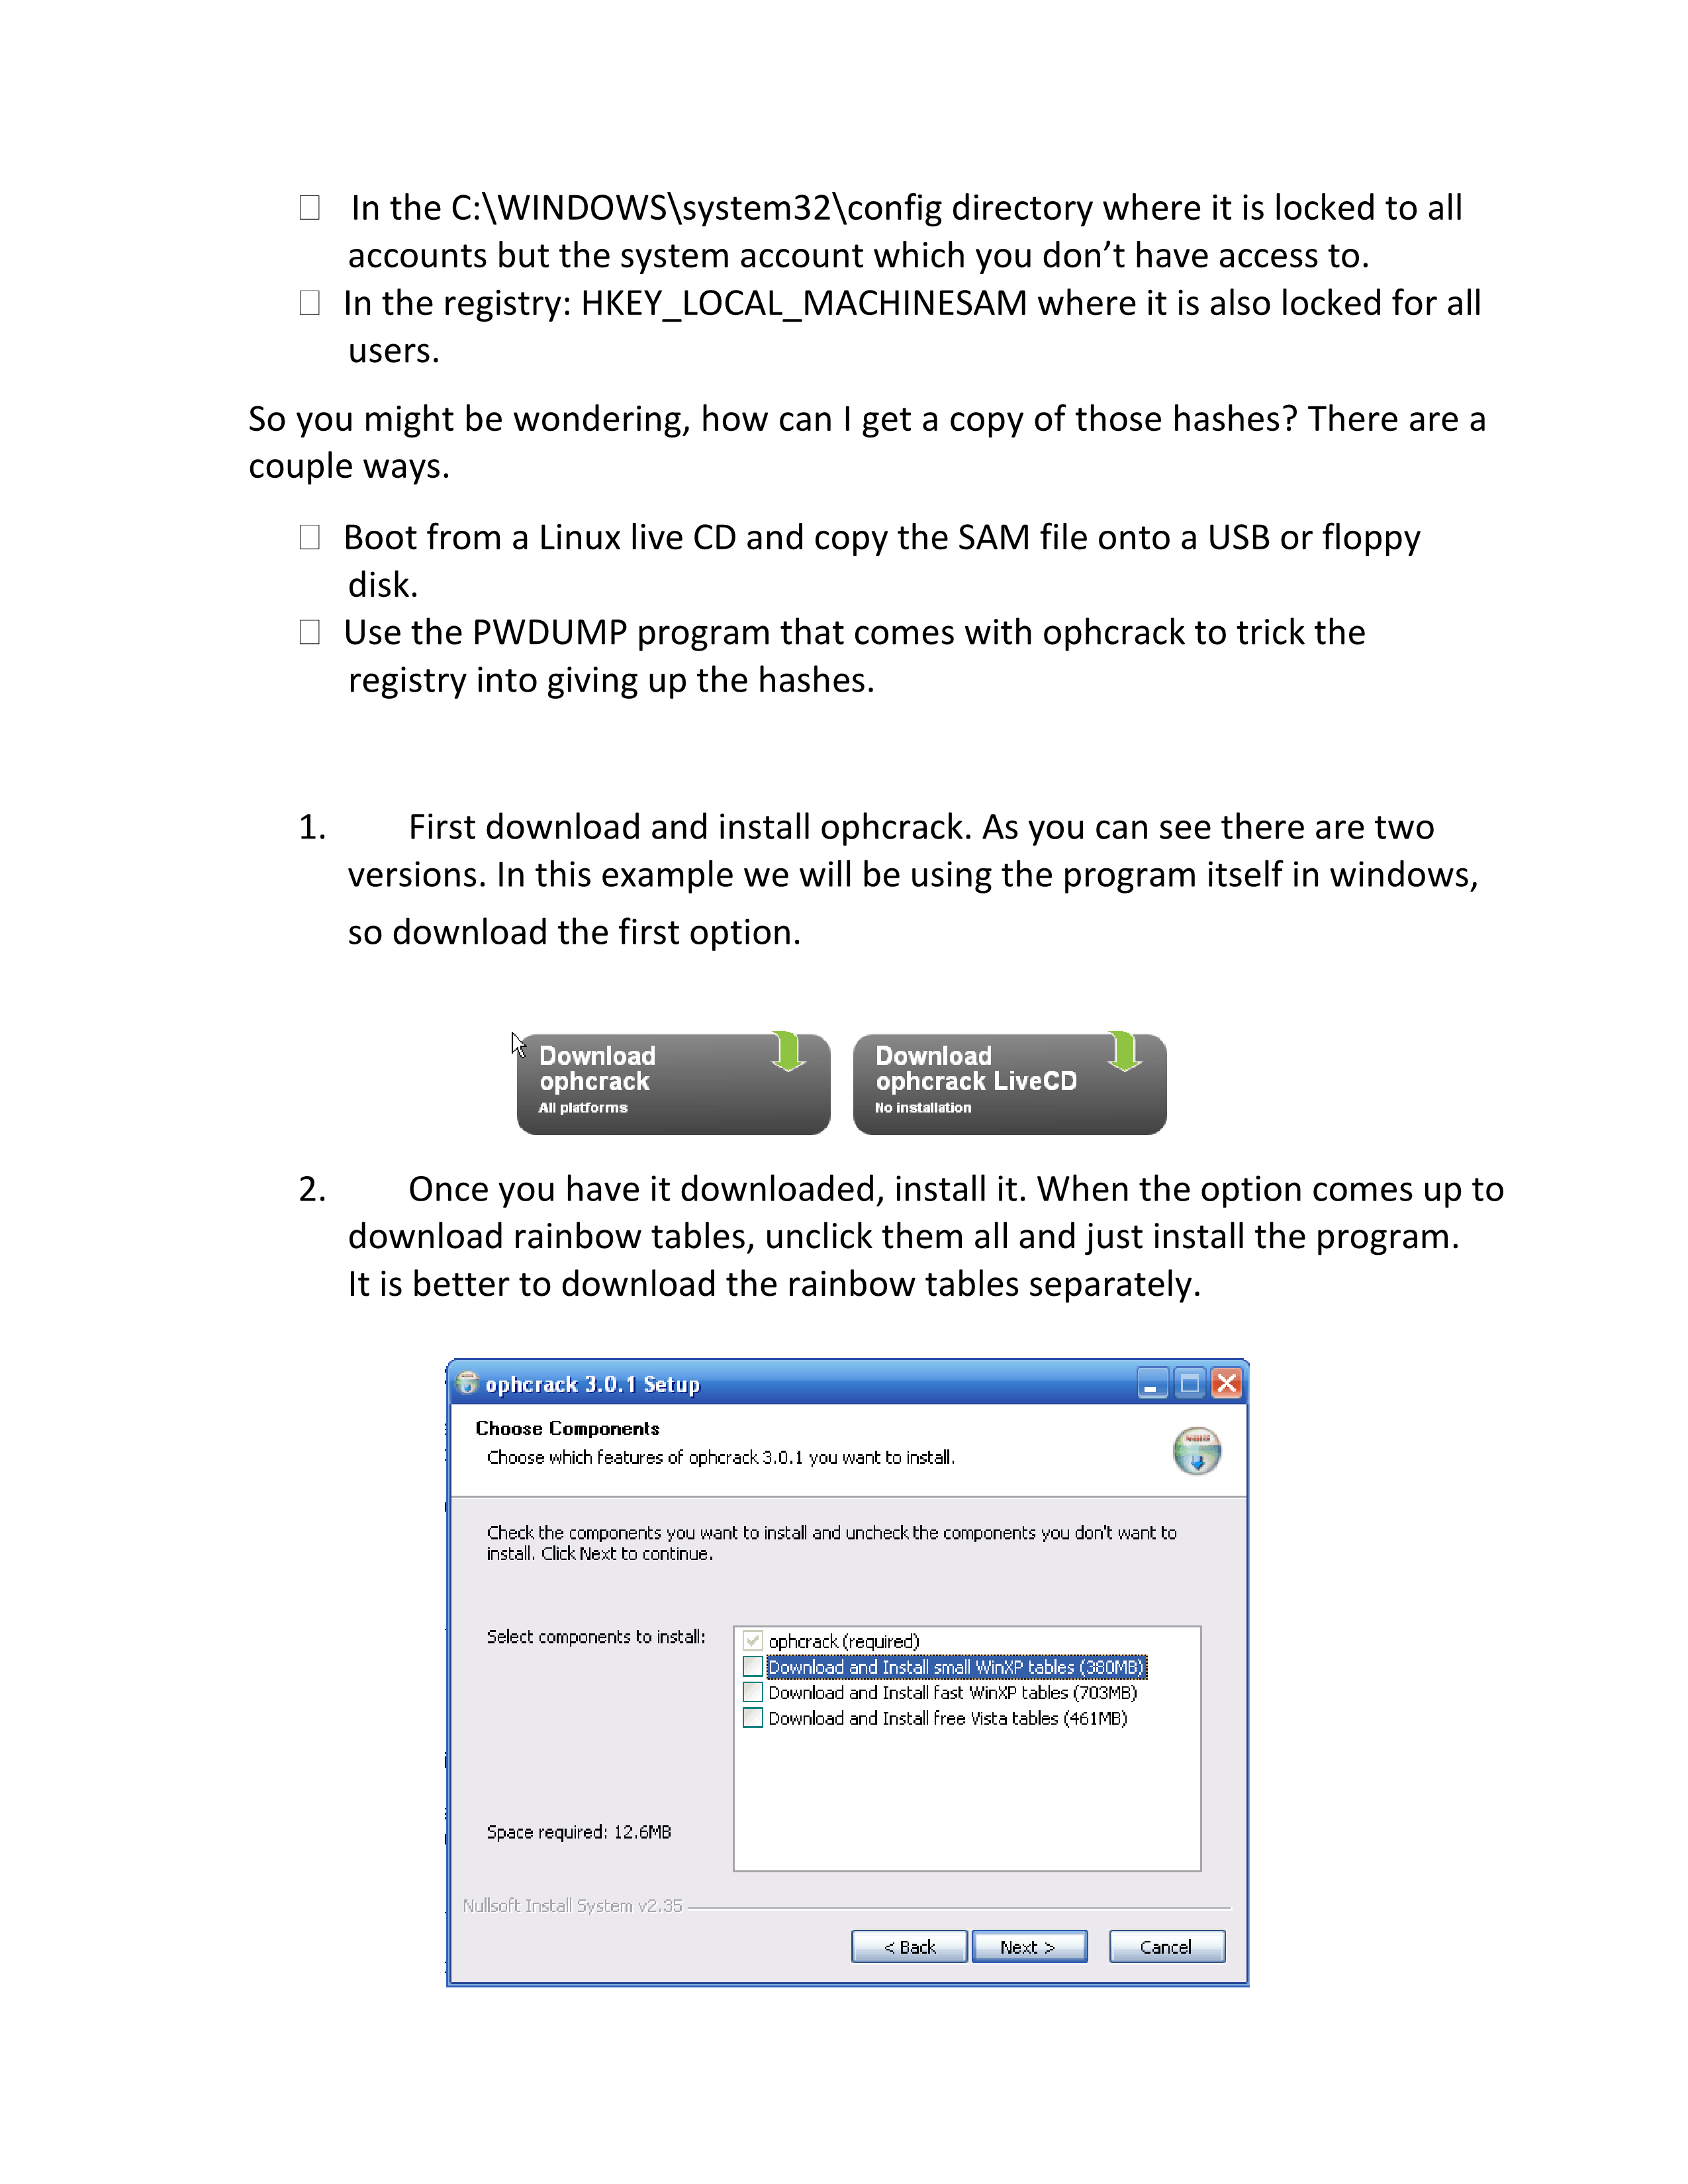 In the C:\WINDOWS\system32\config directory where it is locked to all
accounts but the system account which you don’t have access to.
In the registry: HKEY_LOCAL_MACHINESAM where it is also locked for all
users.
So you might be wondering, how can I get a copy of those hashes? There are a
couple ways.
Boot from a Linux live CD and copy the SAM file onto a USB or floppy
disk.
Use the PWDUMP program that comes with ophcrack to trick the
registry into giving up the hashes.
1. First download and install ophcrack. As you can see there are two
versions. In this example we will be using the program itself in windows,
so download the first option.
Download
ophcrack
All platforms
Download
ophcrack LiveCD
No installation
2. Once you have it downloaded, install it. When the option comes up to
download rainbow tables, unclick them all and just install the program.
It is better to download the rainbow tables separately.
ophcrack 3.0.1 Setup
Choose Components
Choose which features of ophcrack 3.0.1 you want to install.
Check the components you want to install and uncheck the components you don't want to
install. Click Next to continue.
Select components to install:
ophcrack (required)
Download and Install small WinXP tables (380MB)
Download and Install fast WinXP tables (703MB)
Download and Install free Vista tables (461MB)
Space required: 12.6MB
Nullsoft Install System v2.35
< Back
Next >
Cancel